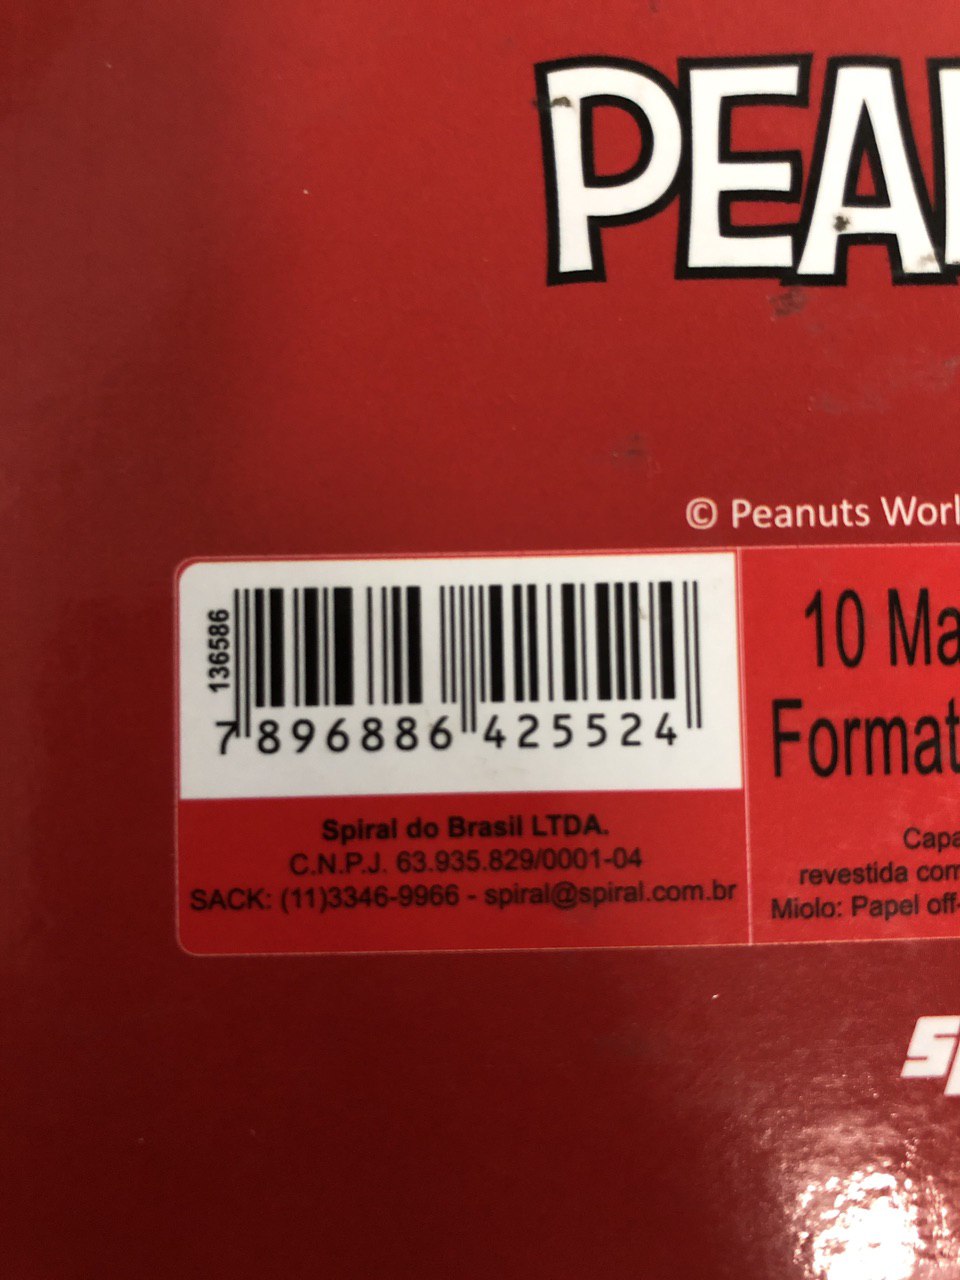 PEA
© Peanuts Worl
136586
7 896886 425524
Spiral do Brasil LTDA.
C.N.P.J. 63.935.829/0001-04
SACK: (11)3346-9966 - spiral@spiral.com.br
10 Ma
Format
Capa
revestida com
Miolo: Papel off-
sp